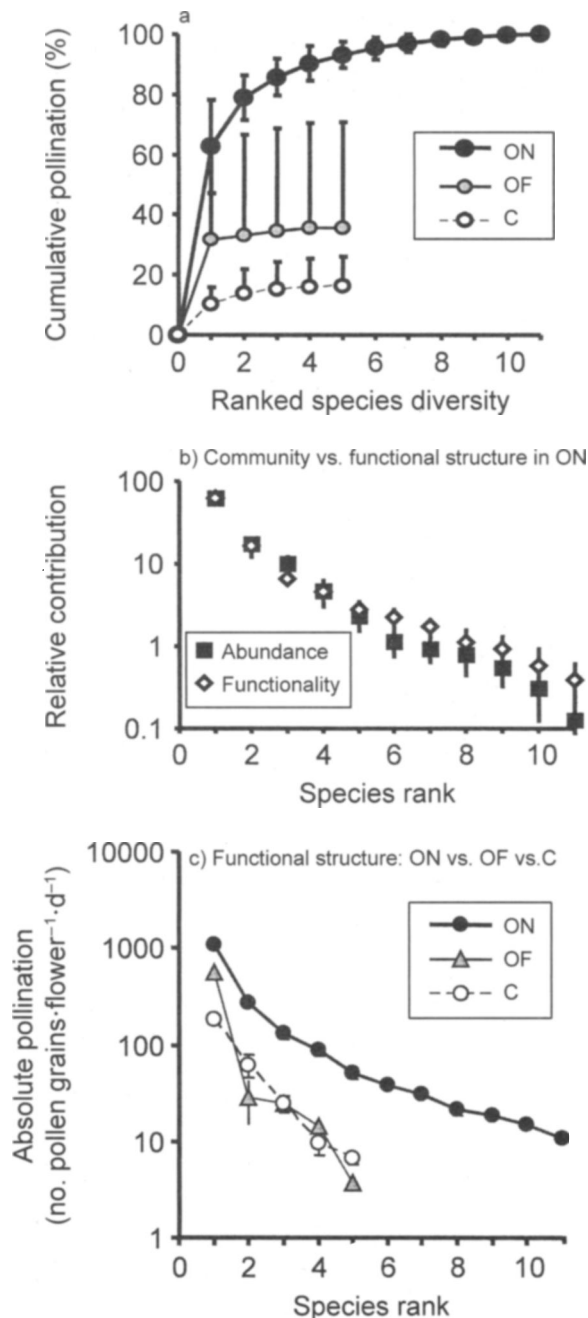 a
Cumulative pollination (%)
100
80
60
40
20
0
ON
OF
C
0 2 4 6 8 10
Ranked species diversity
b) Community vs. functional structure in ON
Relative contribution
100
10
1
0.1
Abundance
Functionality
0 2 4 6 8 10
Species rank
c) Functional structure: ON vs. OF vs.C
Absolute pollination
(no. pollen grains·flower⁻¹·d⁻¹)
10000
1000
100
10
1
ON
OF
C
0 2 4 6 8 10
Species rank